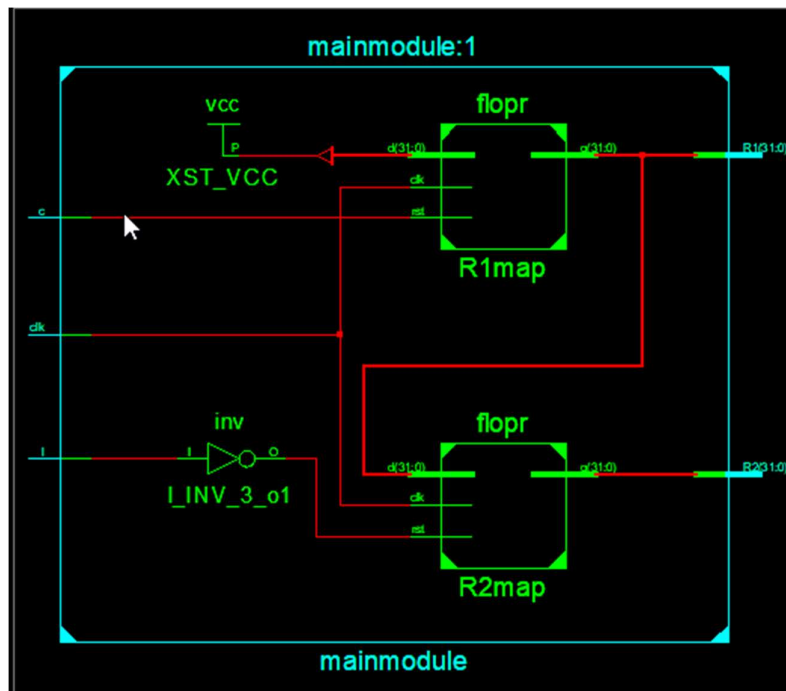 mainmodule:1
vcc
P
XST_VCC
flopr
d(31:0)
q(31:0)
R1(31:0)
clk
c
rst
R1map
clk
inv
I
I
O
I_INV_3_o1
flopr
d(31:0)
q(31:0)
R2(31:0)
clk
rst
R2map
mainmodule